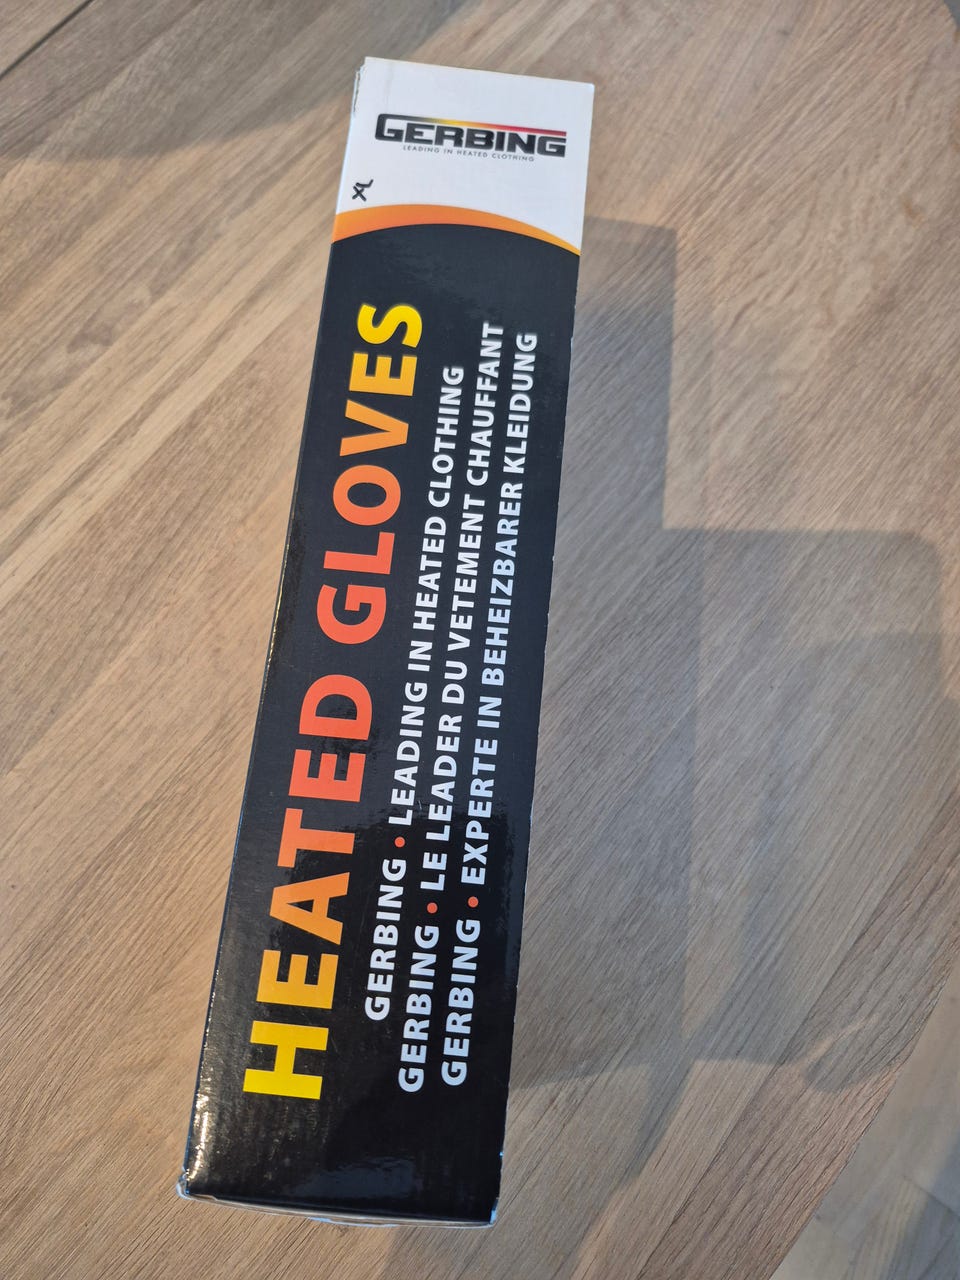 GERBING
LEADING IN HEATED CLOTHING
XL
HEATED GLOVES
GERBING • LEADING IN HEATED CLOTHING
GERBING • LE LEADER DU VETEMENT CHAUFFANT
GERBING • EXPERTE IN BEHEIZBARER KLEIDUNG